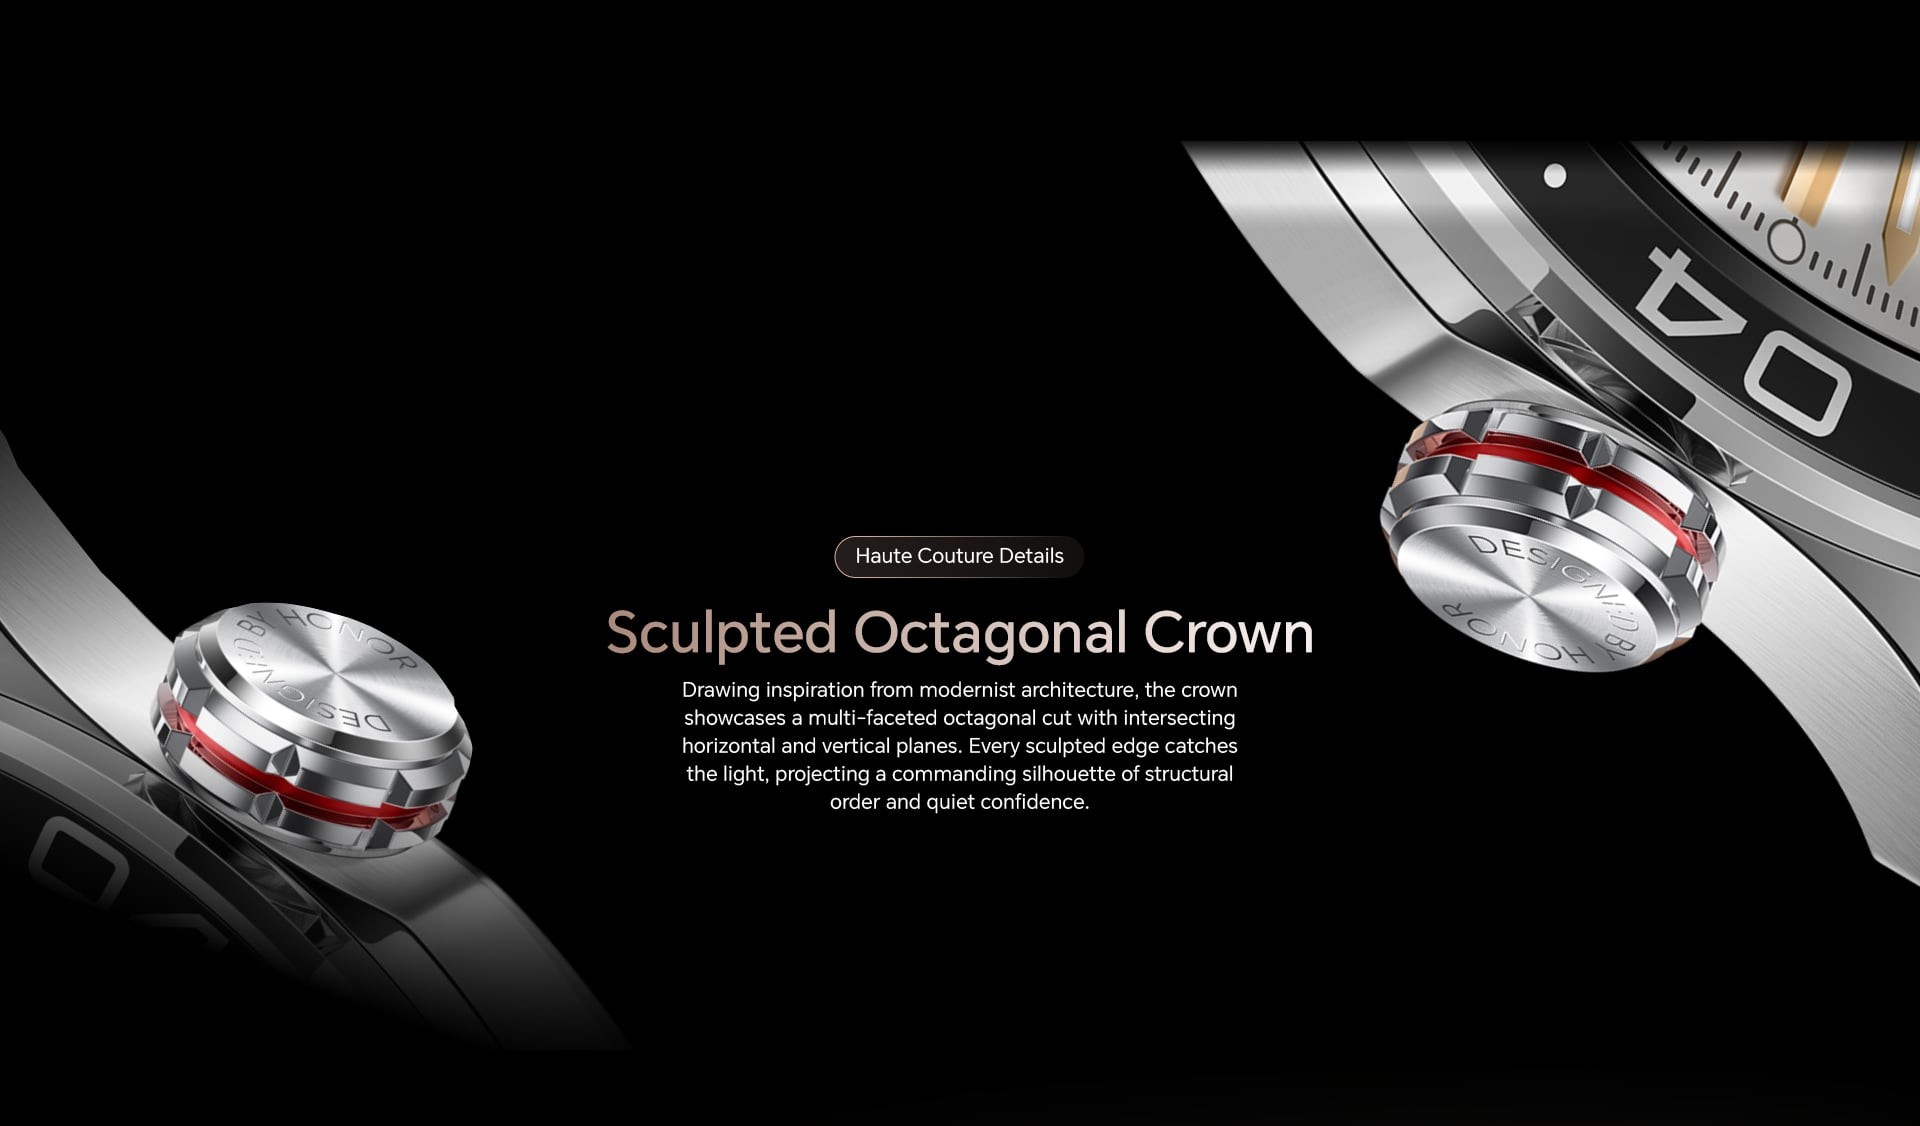 Haute Couture Details
Sculpted Octagonal Crown
Drawing inspiration from modernist architecture, the crown
showcases a multi-faceted octagonal cut with intersecting
horizontal and vertical planes. Every sculpted edge catches
the light, projecting a commanding silhouette of structural
order and quiet confidence.
40
DESIGNED BY HONOR
DESIGNED BY HONOR
0